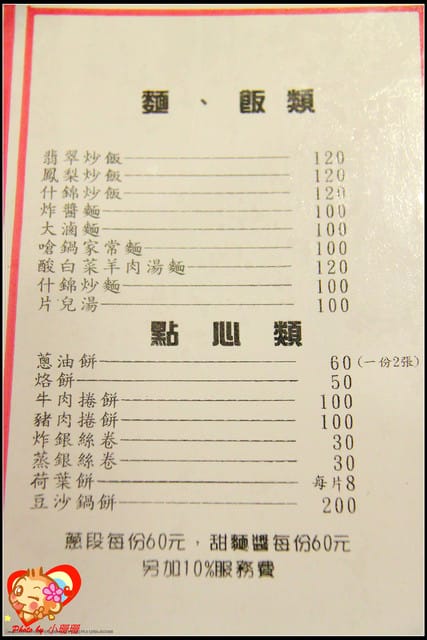 麵、飯類
翡翠炒飯 120
鳳梨炒飯 120
什錦炒飯 120
炸醬麵 100
大滷麵 100
嗆鍋家常麵 100
酸白菜羊肉湯麵 120
什錦炒麵 100
片兒湯 100
點心類
蔥油餅 60(一份2張)
烙餅 50
牛肉捲餅 100
豬肉捲餅 100
炸銀絲卷 30
蒸銀絲卷 30
荷葉餅 每片8
豆沙鍋餅 200
蔥段每份60元，甜麵醬每份60元
另加10%服務費
Photo by 小珊珊